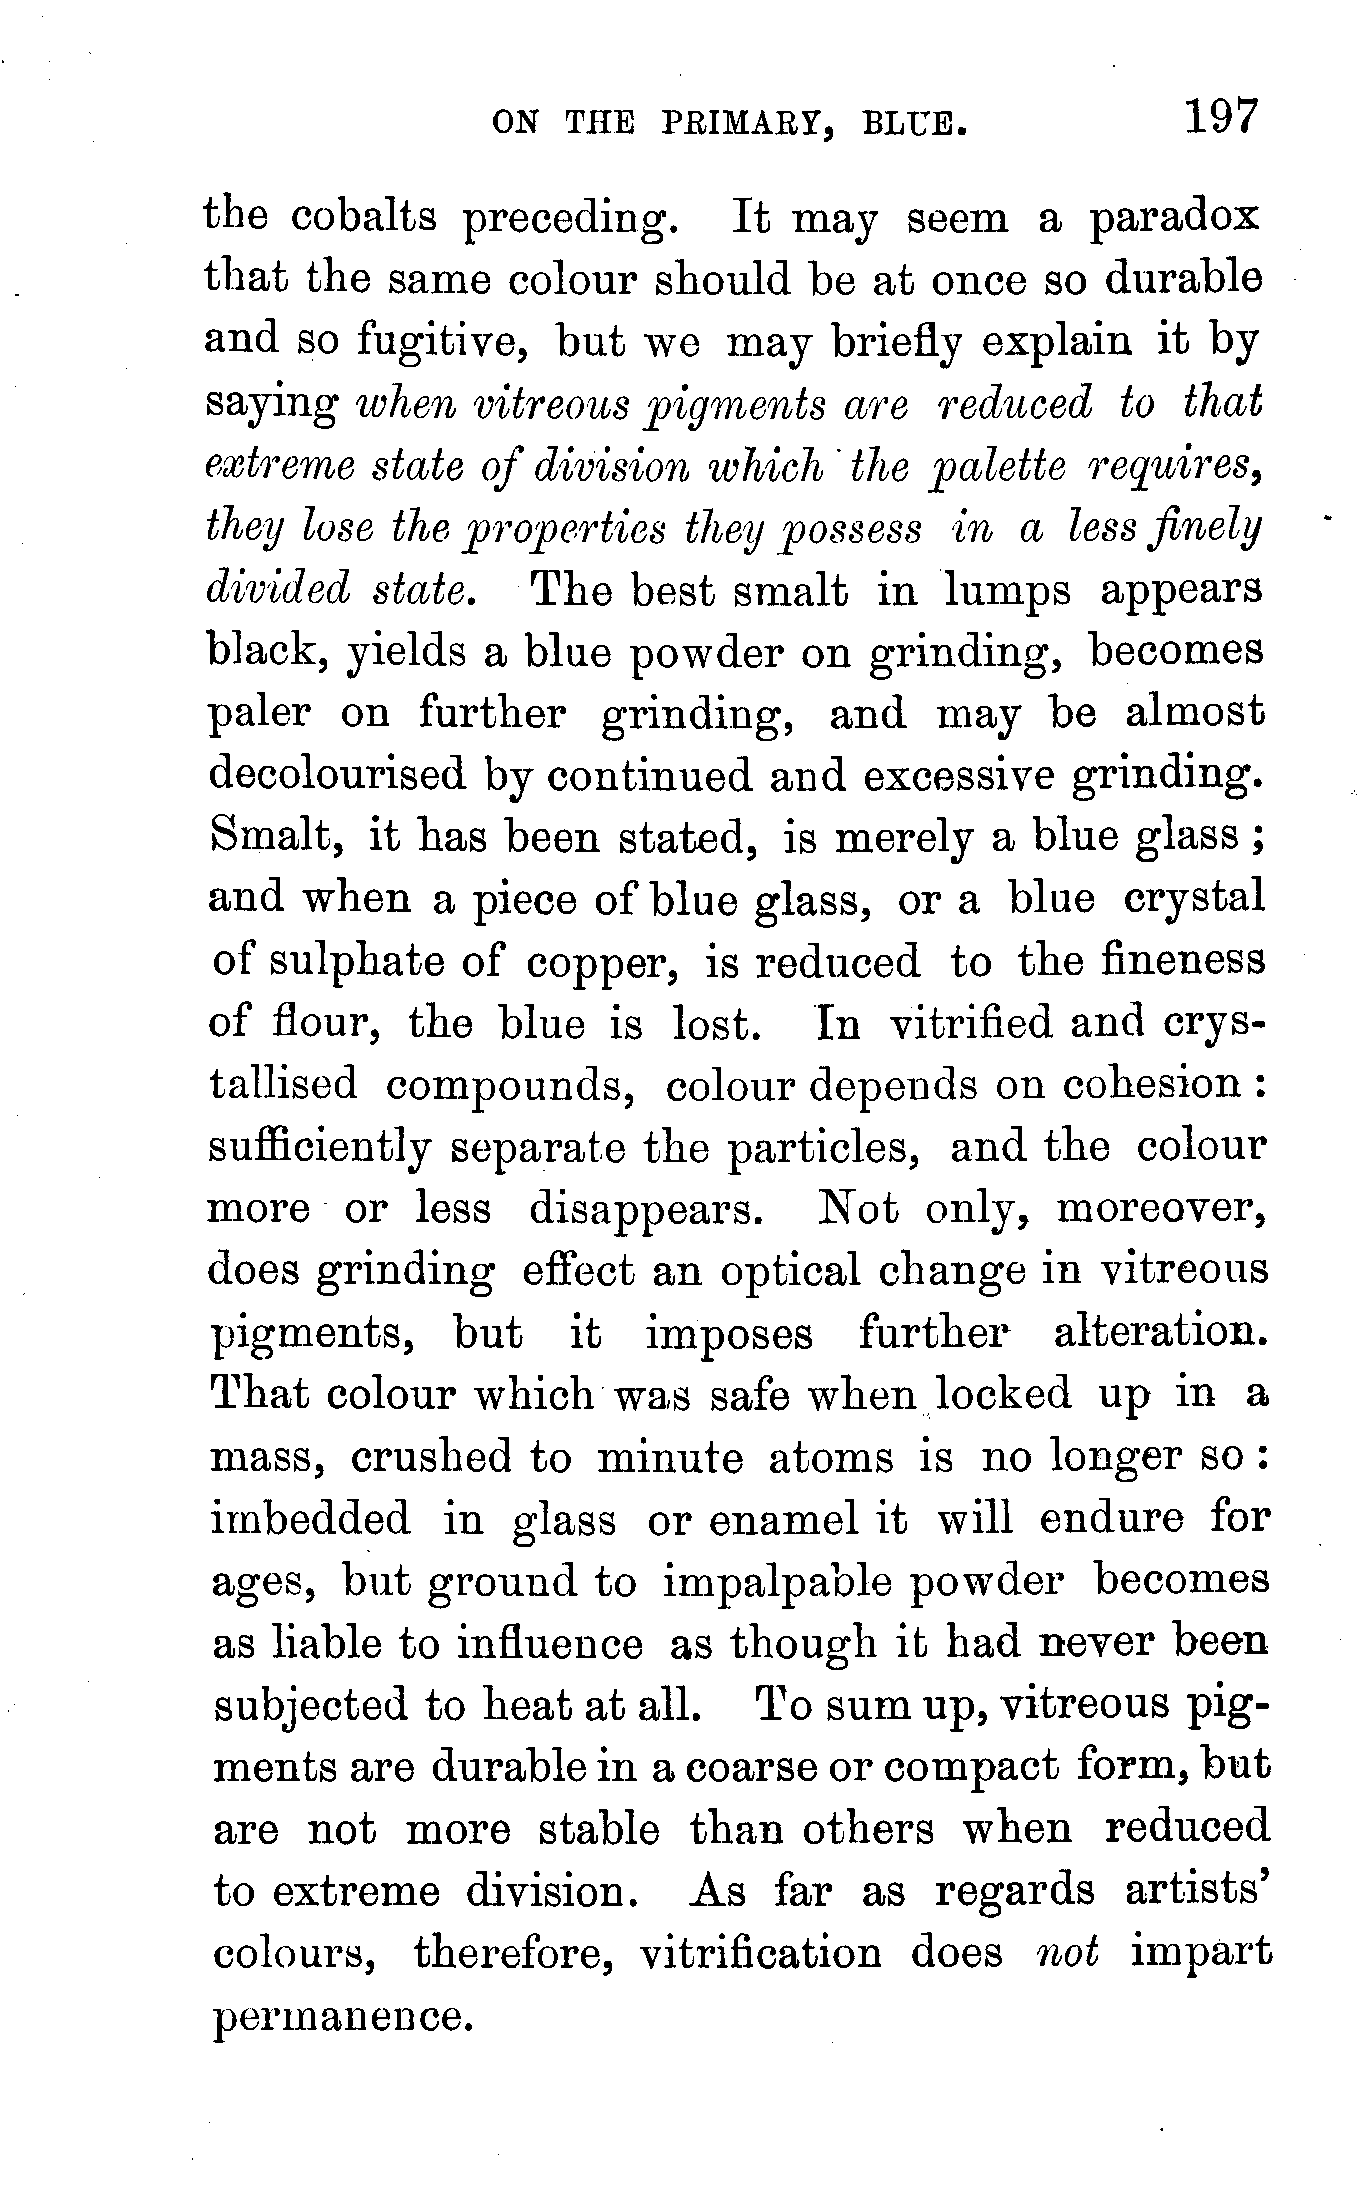 ON THE PRIMARY, BLUE. 197
the cobalts preceding. It may seem a paradox
that the same colour should be at once so durable
and so fugitive, but we may briefly explain it by
saying when vitreous pigments are reduced to that
extreme state of division which the palette requires,
they lose the properties they possess in a less finely
divided state. The best smalt in lumps appears
black, yields a blue powder on grinding, becomes
paler on further grinding, and may be almost
decolourised by continued and excessive grinding.
Smalt, it has been stated, is merely a blue glass ;
and when a piece of blue glass, or a blue crystal
of sulphate of copper, is reduced to the fineness
of flour, the blue is lost. In vitrified and crys-
tallised compounds, colour depends on cohesion :
sufficiently separate the particles, and the colour
more or less disappears. Not only, moreover,
does grinding effect an optical change in vitreous
pigments, but it imposes further alteration.
That colour which was safe when locked up in a
mass, crushed to minute atoms is no longer so :
imbedded in glass or enamel it will endure for
ages, but ground to impalpable powder becomes
as liable to influence as though it had never been
subjected to heat at all. To sum up, vitreous pig-
ments are durable in a coarse or compact form, but
are not more stable than others when reduced
to extreme division. As far as regards artists’
colours, therefore, vitrification does not impart
permanence.